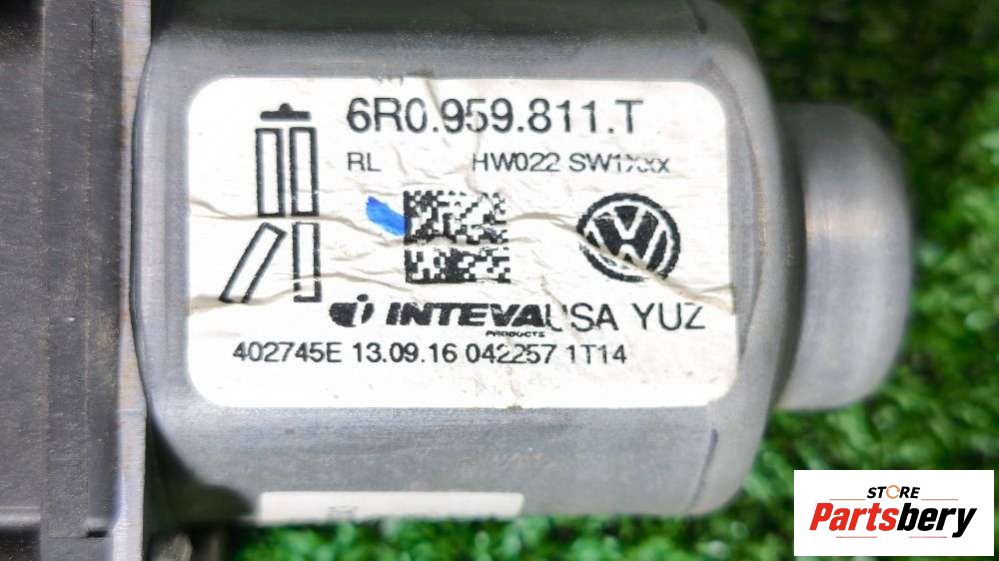 6R0.959.811.T
RL HW022 SW1XXX
INTEVA USA YUZ
PRODUCTS
402745E 13.09.16 042257 1T14
STORE
Partsbery